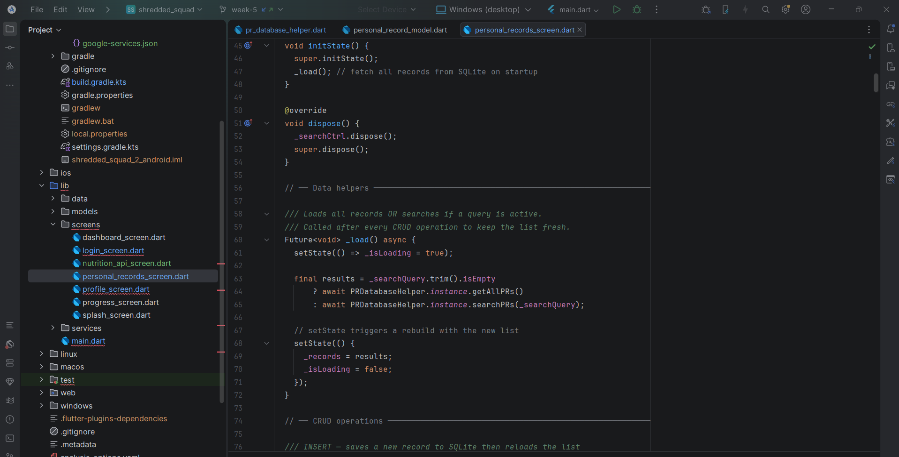 File Edit View shredded_squad week-5 Select Device Windows (desktop) main.dart
Project
google-services.json
gradle
.gitignore
build.gradle.kts
gradle.properties
gradlew
gradlew.bat
local.properties
settings.gradle.kts
shredded_squad_2_android.iml
ios
lib
data
models
screens
dashboard_screen.dart
login_screen.dart
nutrition_api_screen.dart
personal_records_screen.dart
profile_screen.dart
progress_screen.dart
splash_screen.dart
services
main.dart
linux
macos
test
web
windows
.flutter-plugins-dependencies
.gitignore
.metadata
analysis_options.yaml
pr_database_helper.dart personal_record_model.dart personal_records_screen.dart
45 void initState() {
46 super.initState();
47 _load(); // fetch all records from SQLite on startup
48 }
49
50 @override
51 void dispose() {
52 _searchCtrl.dispose();
53 super.dispose();
54 }
55
56 // — Data helpers
57
58 /// Loads all records OR searches if a query is active.
59 /// Called after every CRUD operation to keep the list fresh.
60 Future<void> _load() async {
61 setState(() => _isLoading = true);
62
63 final results = _searchQuery.trim().isEmpty
64 ? await PRDatabaseHelper.instance.getAllPRs()
65 : await PRDatabaseHelper.instance.searchPRs(_searchQuery);
66
67 // setState triggers a rebuild with the new list
68 setState(() {
69 _records = results;
70 _isLoading = false;
71 });
72 }
73
74 // — CRUD operations
75
76 /// INSERT — saves a new record to SQLite then reloads the list